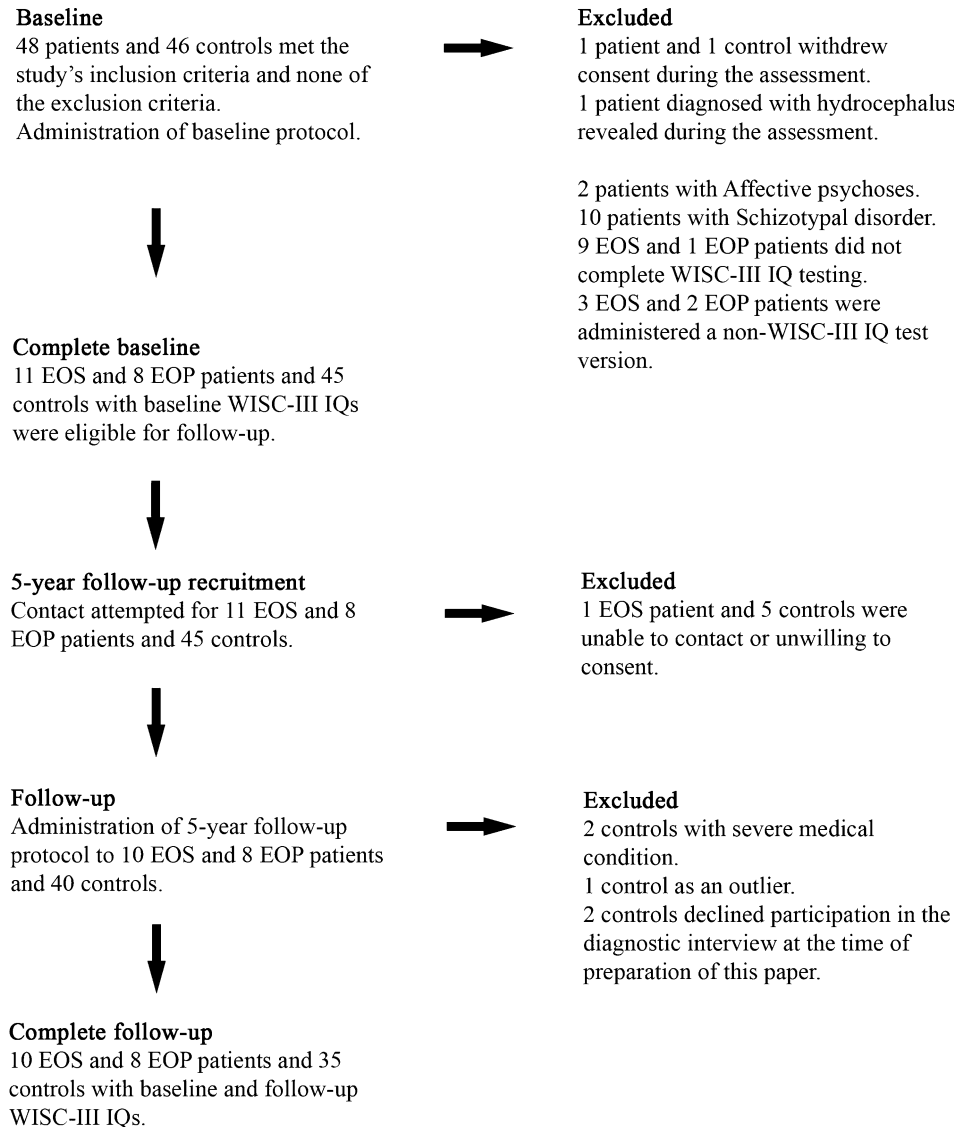 Baseline
48 patients and 46 controls met the
study’s inclusion criteria and none of
the exclusion criteria.
Administration of baseline protocol.
Excluded
1 patient and 1 control withdrew
consent during the assessment.
1 patient diagnosed with hydrocephalus
revealed during the assessment.
2 patients with Affective psychoses.
10 patients with Schizotypal disorder.
9 EOS and 1 EOP patients did not
complete WISC-III IQ testing.
3 EOS and 2 EOP patients were
administered a non-WISC-III IQ test
version.
Complete baseline
11 EOS and 8 EOP patients and 45
controls with baseline WISC-III IQs
were eligible for follow-up.
5-year follow-up recruitment
Contact attempted for 11 EOS and 8
EOP patients and 45 controls.
Excluded
1 EOS patient and 5 controls were
unable to contact or unwilling to
consent.
Follow-up
Administration of 5-year follow-up
protocol to 10 EOS and 8 EOP patients
and 40 controls.
Excluded
2 controls with severe medical
condition.
1 control as an outlier.
2 controls declined participation in the
diagnostic interview at the time of
preparation of this paper.
Complete follow-up
10 EOS and 8 EOP patients and 35
controls with baseline and follow-up
WISC-III IQs.